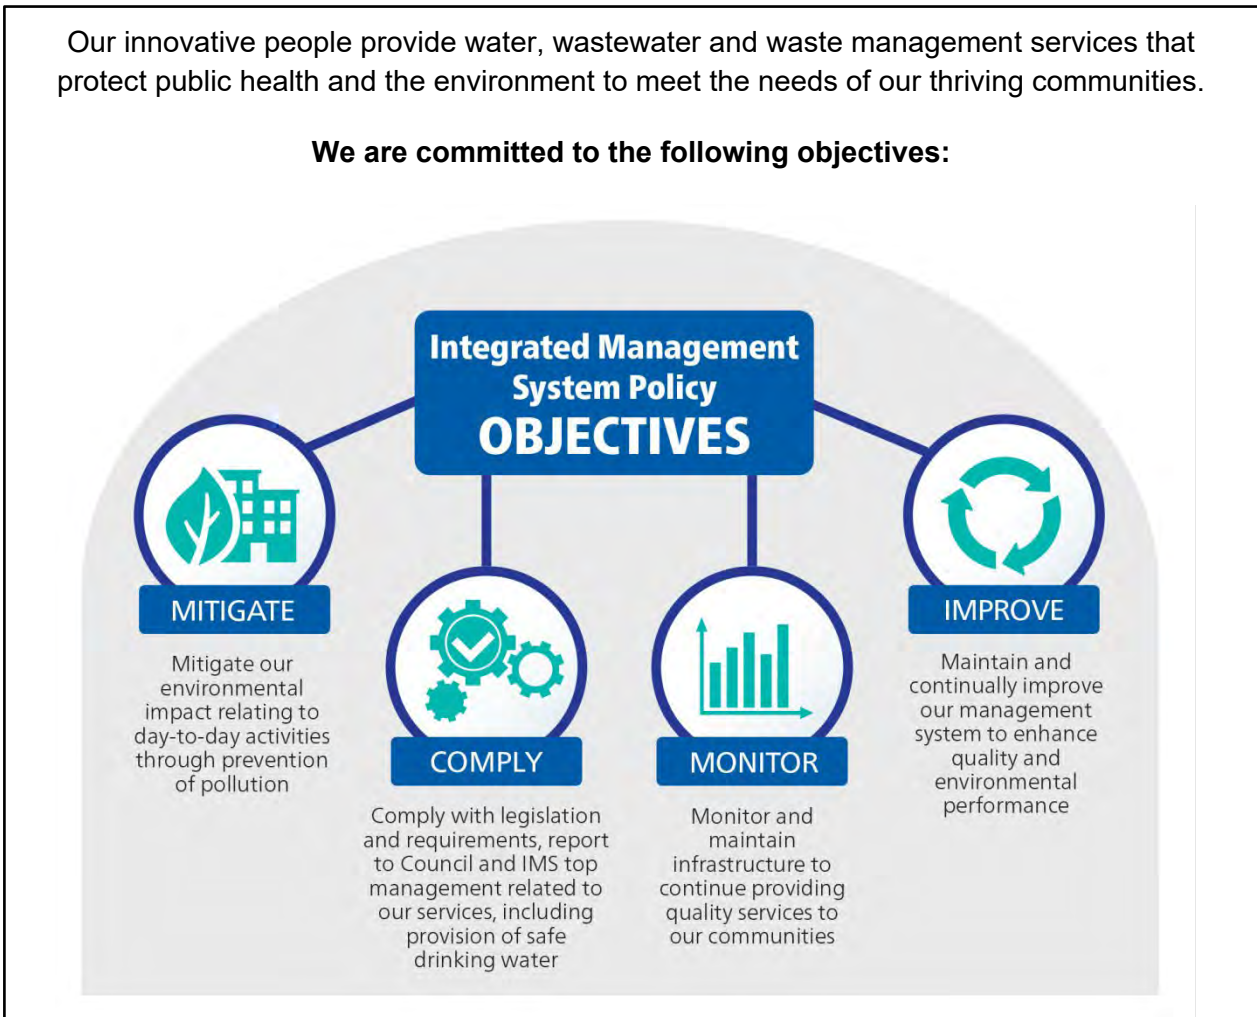 Our innovative people provide water, wastewater and waste management services that
protect public health and the environment to meet the needs of our thriving communities.
We are committed to the following objectives:
Integrated Management
System Policy
OBJECTIVES
MITIGATE
Mitigate our
environmental
impact relating to
day-to-day activities
through prevention
of pollution
COMPLY
Comply with legislation
and requirements, report
to Council and IMS top
management related to
our services, including
provision of safe
drinking water
MONITOR
Monitor and
maintain
infrastructure to
continue providing
quality services to
our communities
IMPROVE
Maintain and
continually improve
our management
system to enhance
quality and
environmental
performance